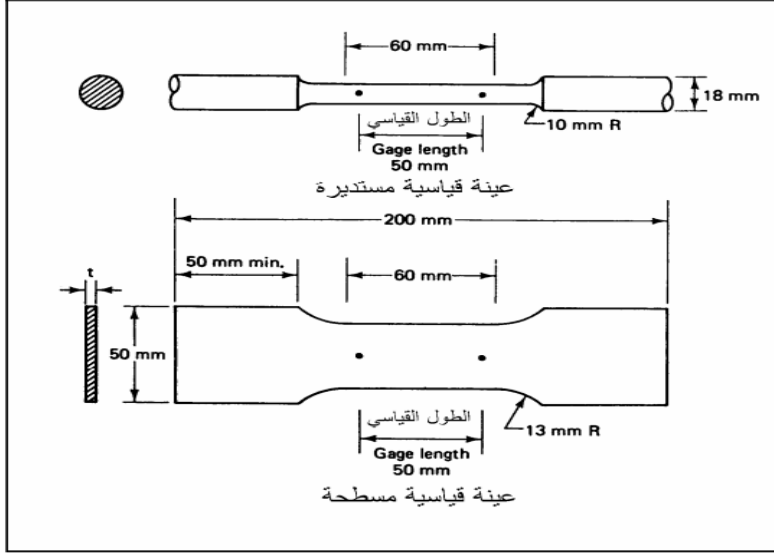 60 mm
18 mm
10 mm R
الطول القياسي
Gage length
50 mm
عينة قياسية مستديرة
200 mm
50 mm min.
60 mm
t
50 mm
13 mm R
الطول القياسي
Gage length
50 mm
عينة قياسية مسطحة